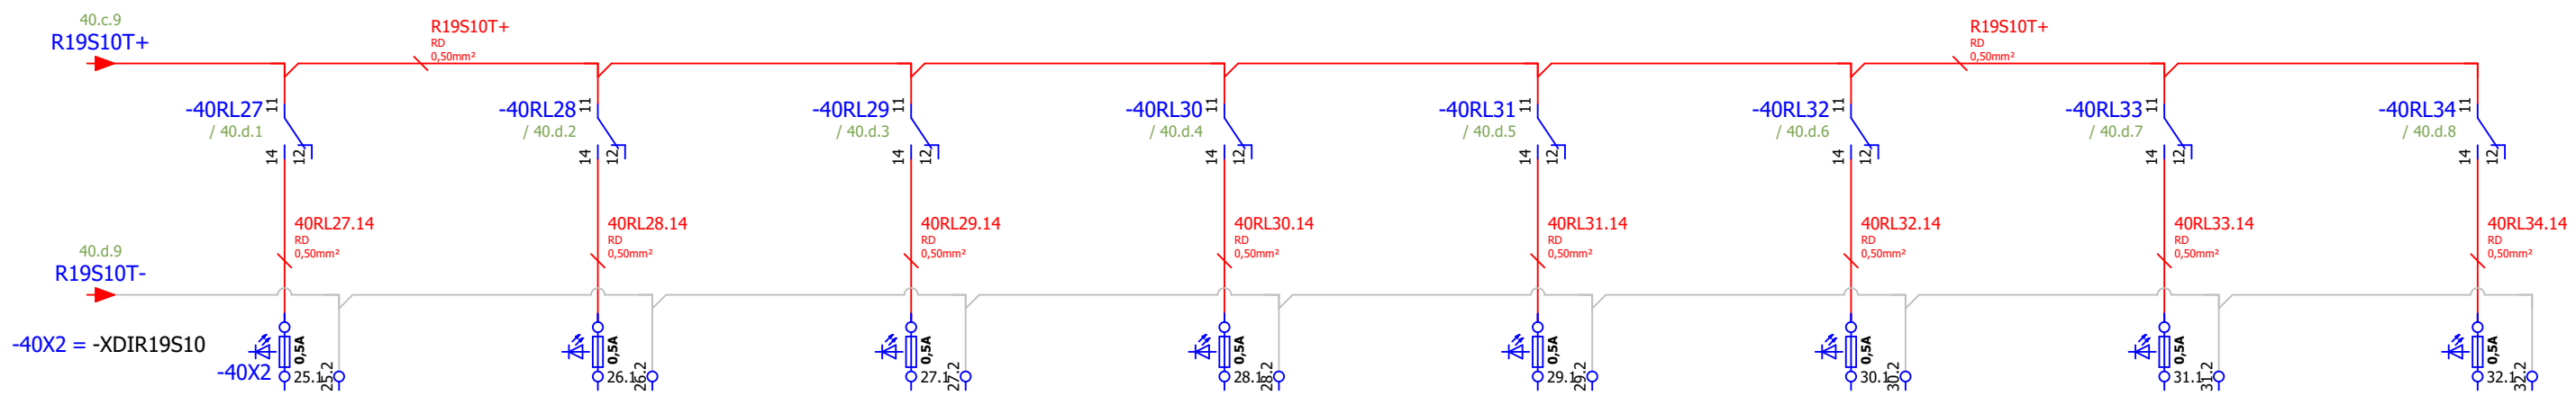 40.c.9
R19S10T+
R19S10T+
RD
0,50mm²
R19S10T+
RD
0,50mm²
-40RL27
/ 40.d.1
11
14
12
-40RL28
/ 40.d.2
11
14
12
-40RL29
/ 40.d.3
11
14
12
-40RL30
/ 40.d.4
11
14
12
-40RL31
/ 40.d.5
11
14
12
-40RL32
/ 40.d.6
11
14
12
-40RL33
/ 40.d.7
11
14
12
-40RL34
/ 40.d.8
11
14
12
40RL27.14
RD
0,50mm²
40RL28.14
RD
0,50mm²
40RL29.14
RD
0,50mm²
40RL30.14
RD
0,50mm²
40RL31.14
RD
0,50mm²
40RL32.14
RD
0,50mm²
40RL33.14
RD
0,50mm²
40RL34.14
RD
0,50mm²
40.d.9
R19S10T-
-40X2 = -XDIR19S10
-40X2
0,5A
25.1
25.2
0,5A
26.1
26.2
0,5A
27.1
27.2
0,5A
28.1
28.2
0,5A
29.1
29.2
0,5A
30.1
30.2
0,5A
31.1
31.2
0,5A
32.1
32.2